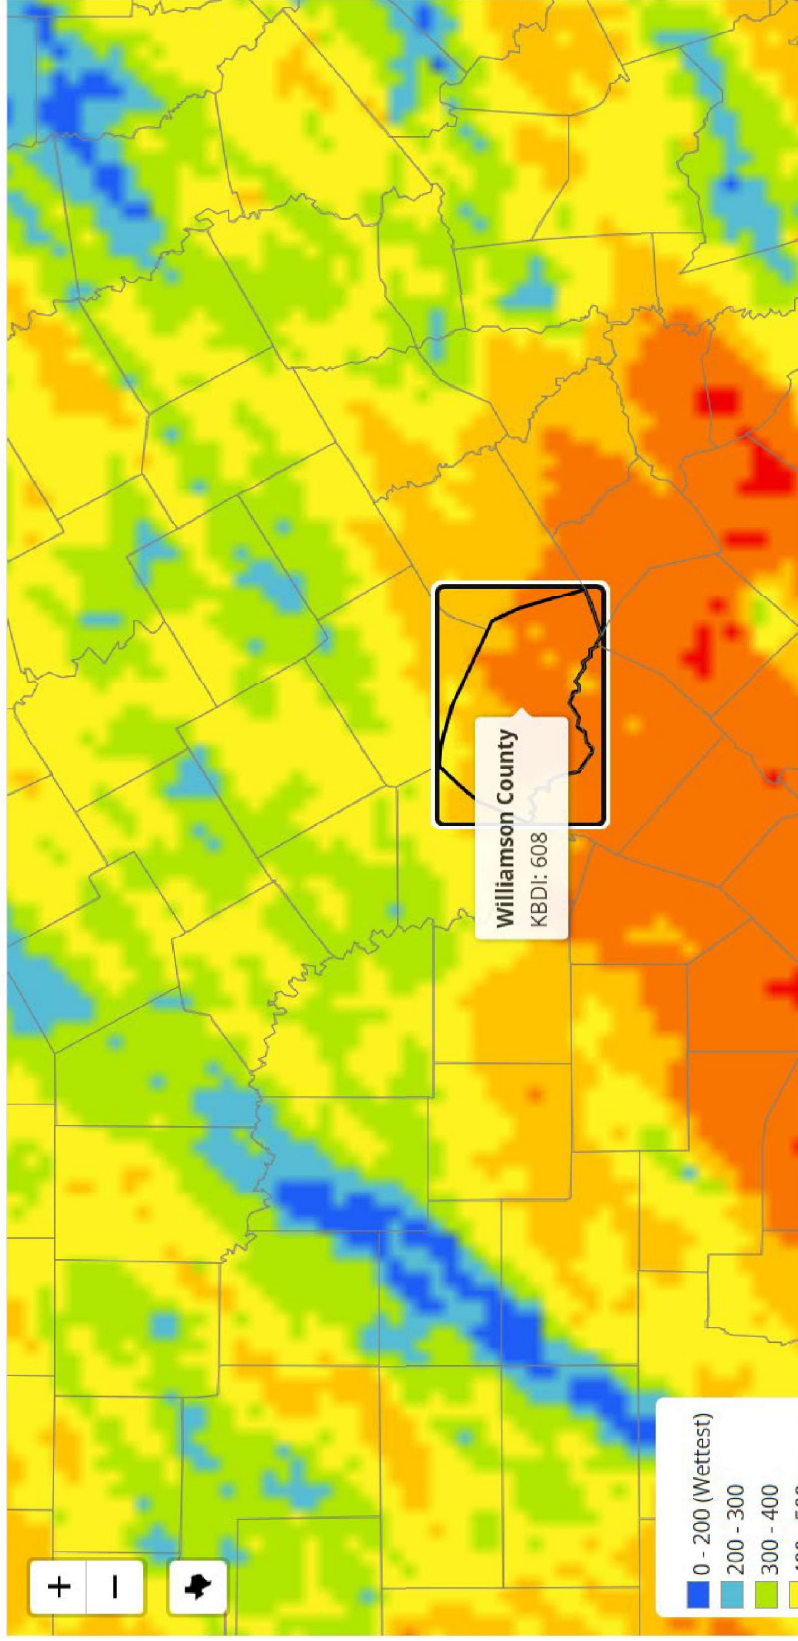 +
−
Williamson County
KBDI: 608
0 - 200 (Wettest)
200 - 300
300 - 400